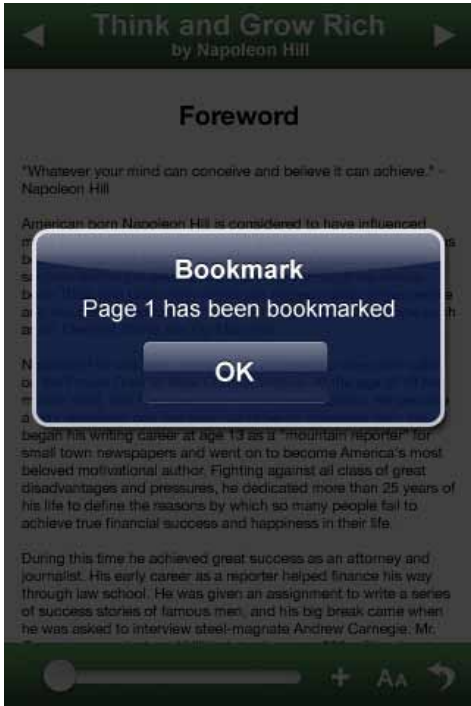 Think and Grow Rich
by Napoleon Hill
Foreword
"Whatever your mind can conceive and believe it can achieve." -
Napoleon Hill
American born Napoleon Hill is considered to have influenced
Bookmark
Page 1 has been bookmarked
OK
began his writing career at age 13 as a "mountain reporter" for
small town newspapers and went on to become America's most
beloved motivational author. Fighting against all class of great
disadvantages and pressures, he dedicated more than 25 years of
his life to define the reasons by which so many people fail to
achieve true financial success and happiness in their life.
During this time he achieved great success as an attorney and
journalist. His early career as a reporter helped finance his way
through law school. He was given an assignment to write a series
of success stories of famous men, and his big break came when
he was asked to interview steel-magnate Andrew Carnegie. Mr.
+ AA